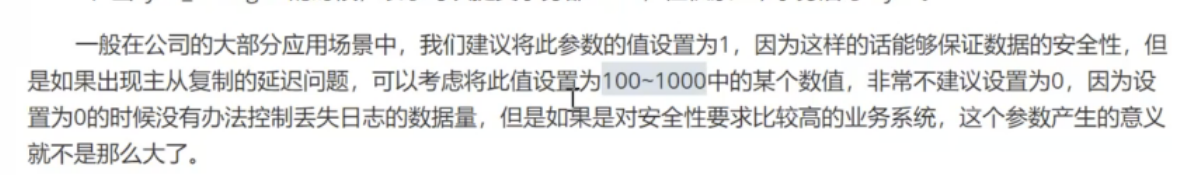 一般在公司的大部分应用场景中，我们建议将此参数的值设置为1，因为这样的话能够保证数据的安全性，但
是如果出现主从复制的延迟问题，可以考虑将此值设置为100~1000中的某个数值，非常不建议设置为0，因为设
置为0的时候没有办法控制丢失日志的数据量，但是如果是对安全性要求比较高的业务系统，这个参数产生的意义
就不是那么大了。